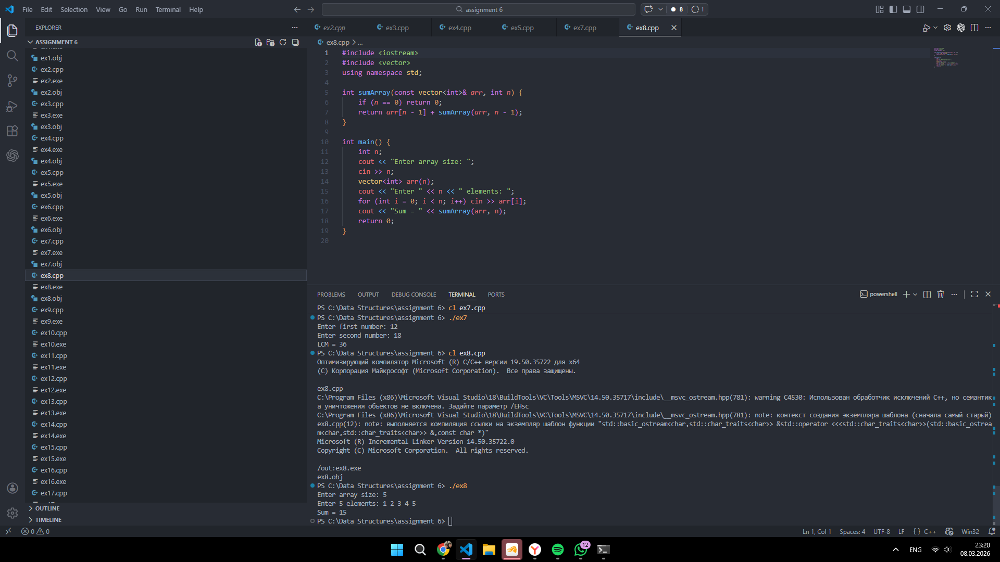 File Edit Selection View Go Run Terminal Help
assignment 6
8
1
EXPLORER
ASSIGNMENT 6
ex1.obj
ex2.cpp
ex2.exe
ex2.obj
ex3.cpp
ex3.exe
ex3.obj
ex4.cpp
ex4.exe
ex4.obj
ex5.cpp
ex5.exe
ex5.obj
ex6.cpp
ex6.exe
ex6.obj
ex7.cpp
ex7.exe
ex7.obj
ex8.cpp
ex8.exe
ex8.obj
ex9.cpp
ex9.exe
ex10.cpp
ex10.exe
ex11.cpp
ex11.exe
ex12.cpp
ex12.exe
ex13.cpp
ex13.exe
ex14.cpp
ex14.exe
ex15.cpp
ex15.exe
ex16.cpp
ex16.exe
ex17.cpp
OUTLINE
TIMELINE
ex2.cpp ex3.cpp ex4.cpp ex5.cpp ex7.cpp ex8.cpp
ex8.cpp > ...
1 #include <iostream>
2 #include <vector>
3 using namespace std;
4
5 int sumArray(const vector<int>& arr, int n) {
6 if (n == 0) return 0;
7 return arr[n - 1] + sumArray(arr, n - 1);
8 }
9
10 int main() {
11 int n;
12 cout << "Enter array size: ";
13 cin >> n;
14 vector<int> arr(n);
15 cout << "Enter " << n << " elements: ";
16 for (int i = 0; i < n; i++) cin >> arr[i];
17 cout << "Sum = " << sumArray(arr, n);
18 return 0;
19 }
20
PROBLEMS OUTPUT DEBUG CONSOLE TERMINAL PORTS
powershell
PS C:\Data Structures\assignment 6> cl ex7.cpp
PS C:\Data Structures\assignment 6> ./ex7
Enter first number: 12
Enter second number: 18
LCM = 36
PS C:\Data Structures\assignment 6> cl ex8.cpp
Оптимизирующий компилятор Microsoft (R) C/C++ версии 19.50.35722 для x64
(C) Корпорация Майкрософт (Microsoft Corporation).  Все права защищены.
ex8.cpp
C:\Program Files (x86)\Microsoft Visual Studio\18\BuildTools\VC\Tools\MSVC\14.50.35717\include\__msvc_ostream.hpp(781): warning C4530: Использован обработчик исключений C++, но семантик
а уничтожения объектов не включена. Задайте параметр /EHsc
C:\Program Files (x86)\Microsoft Visual Studio\18\BuildTools\VC\Tools\MSVC\14.50.35717\include\__msvc_ostream.hpp(781): note: контекст создания экземпляра шаблона (сначала самый старый)
ex8.cpp(12): note: выполняется компиляция ссылки на экземпляр шаблон функции "std::basic_ostream<char,std::char_traits<char>> &std::operator <<<std::char_traits<char>>(std::basic_ostrea
m<char,std::char_traits<char>> &,const char *)"
Microsoft (R) Incremental Linker Version 14.50.35722.0
Copyright (C) Microsoft Corporation.  All rights reserved.
/out:ex8.exe
ex8.obj
PS C:\Data Structures\assignment 6> ./ex8
Enter array size: 5
Enter 5 elements: 1 2 3 4 5
Sum = 15
PS C:\Data Structures\assignment 6>
0 0
Ln 1, Col 1 Spaces: 4 UTF-8 LF { } C++ Win32
12
ENG
23:20
08.03.2026